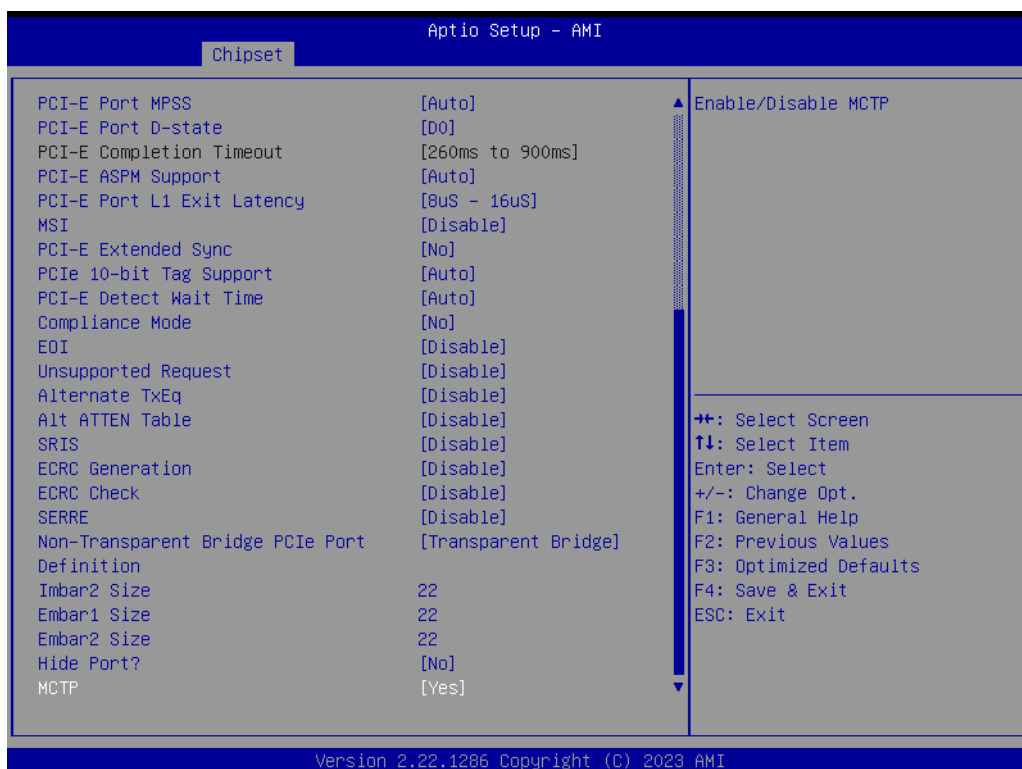 Aptio Setup – AMI
Chipset
PCI-E Port MPSS [Auto]
PCI-E Port D-state [D0]
PCI-E Completion Timeout [260ms to 900ms]
PCI-E ASPM Support [Auto]
PCI-E Port L1 Exit Latency [8uS - 16uS]
MSI [Disable]
PCI-E Extended Sync [No]
PCIe 10-bit Tag Support [Auto]
PCI-E Detect Wait Time [Auto]
Compliance Mode [No]
EOI [Disable]
Unsupported Request [Disable]
Alternate TxEq [Disable]
Alt ATTEN Table [Disable]
SRIS [Disable]
ECRC Generation [Disable]
ECRC Check [Disable]
SERRE [Disable]
Non-Transparent Bridge PCIe Port [Transparent Bridge]
Definition
Imbar2 Size 22
Embar1 Size 22
Embar2 Size 22
Hide Port? [No]
MCTP [Yes]
Enable/Disable MCTP
→←: Select Screen
↑↓: Select Item
Enter: Select
+/-: Change Opt.
F1: General Help
F2: Previous Values
F3: Optimized Defaults
F4: Save & Exit
ESC: Exit
Version 2.22.1286 Copyright (C) 2023 AMI